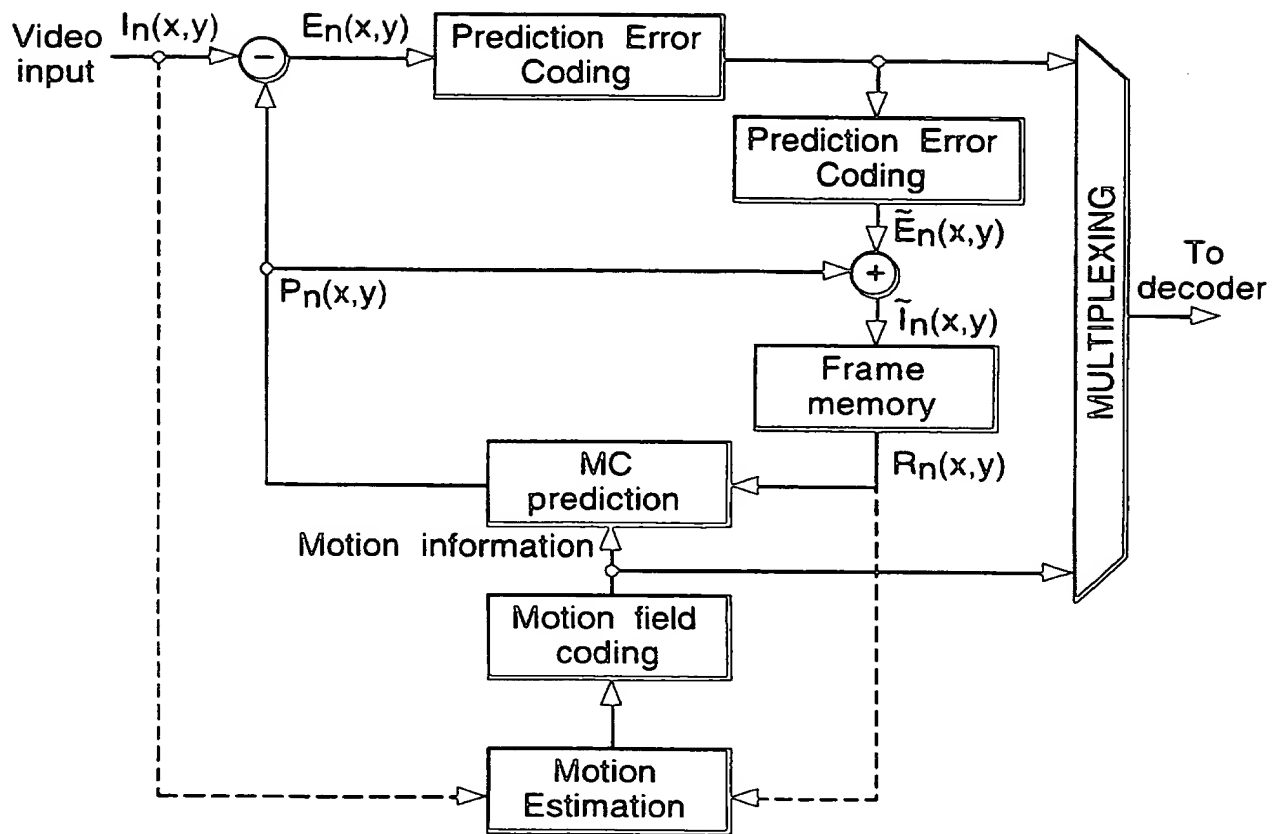 Video
input
In(x,y)
En(x,y)
Prediction Error
Coding
Prediction Error
Coding
Ẽn(x,y)
+
Pn(x,y)
Ĩn(x,y)
Frame
memory
Rn(x,y)
MC
prediction
Motion information
Motion field
coding
Motion
Estimation
MULTIPLEXING
To
decoder